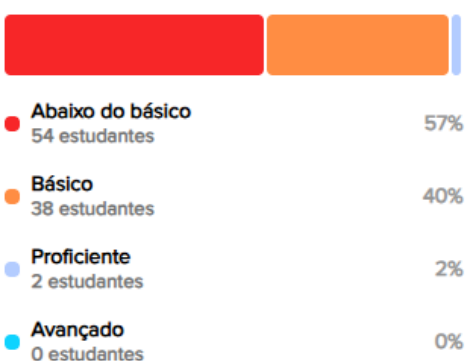 Abaixo do básico
54 estudantes
57%
Básico
38 estudantes
40%
Proficiente
2 estudantes
2%
Avançado
0 estudantes
0%